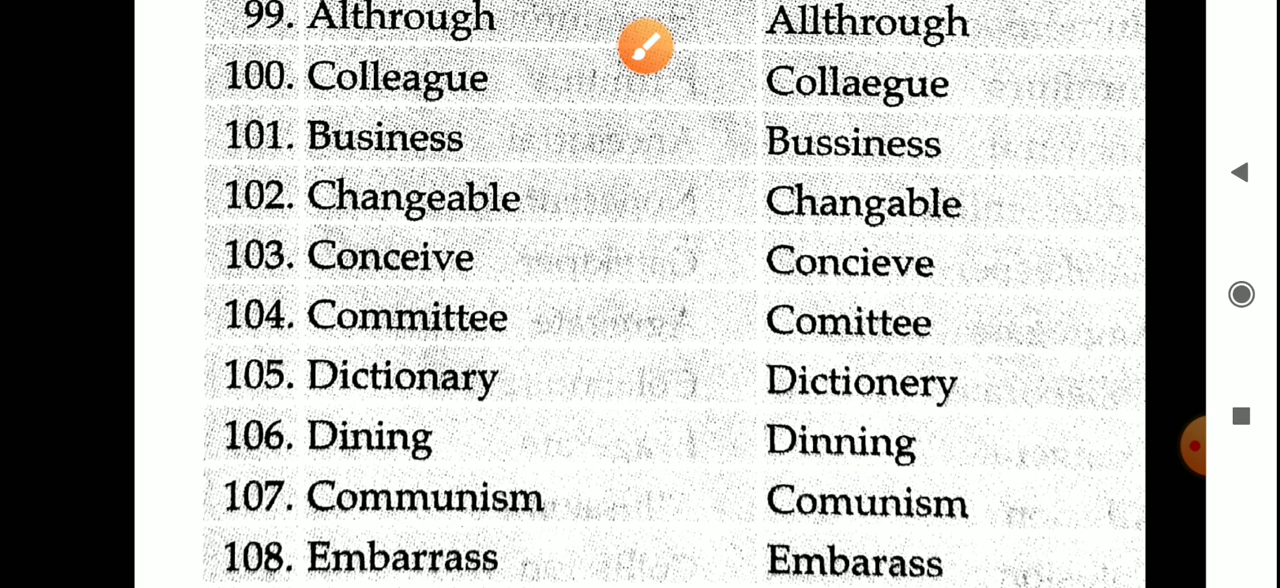 99. Althrough Allthrough
100. Colleague Collaegue
101. Business Bussiness
102. Changeable Changable
103. Conceive Concieve
104. Committee Comittee
105. Dictionary Dictionery
106. Dining Dinning
107. Communism Comunism
108. Embarrass Embarass